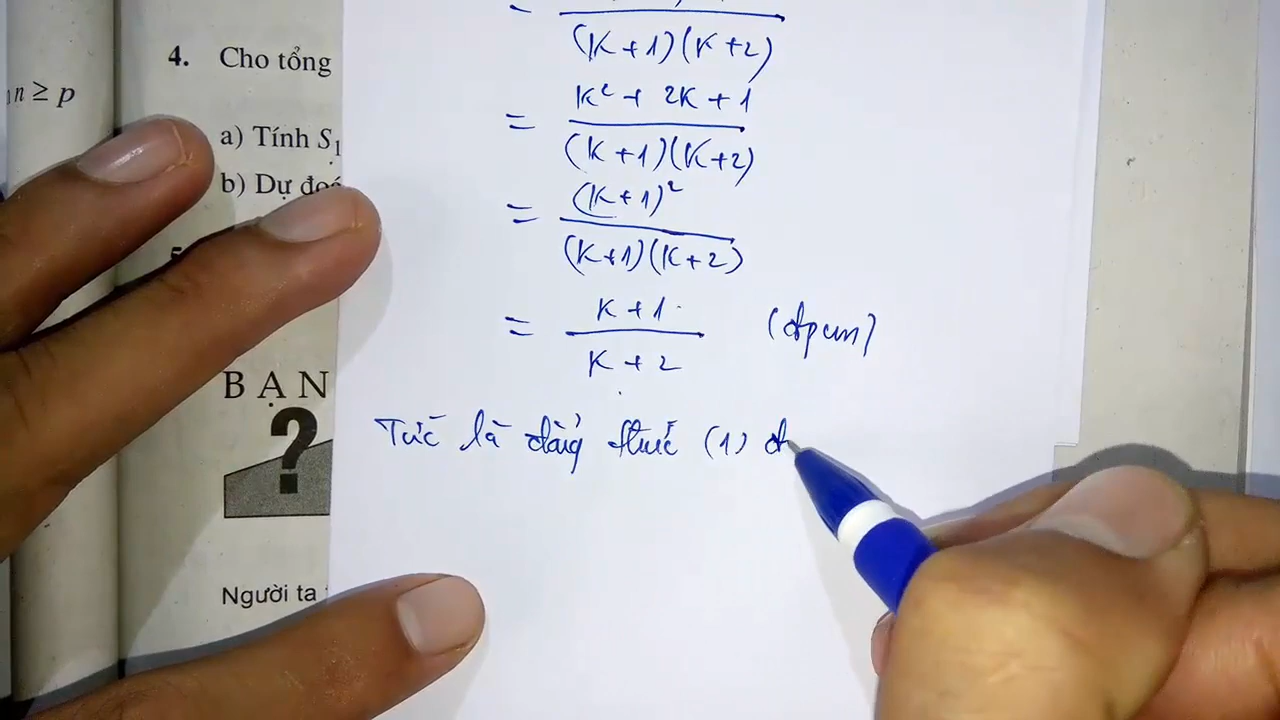 n ≥ p
4. Cho tổng
a) Tính S₁
b) Dự đoá
BẠN
?
Người ta
= (K+1)(K+2)
= K² + 2K + 1 / (K+1)(K+2)
= (K+1)² / (K+1)(K+2)
= K+1 / K+2 (đpcm)
Tức là đẳng thức (1) đ